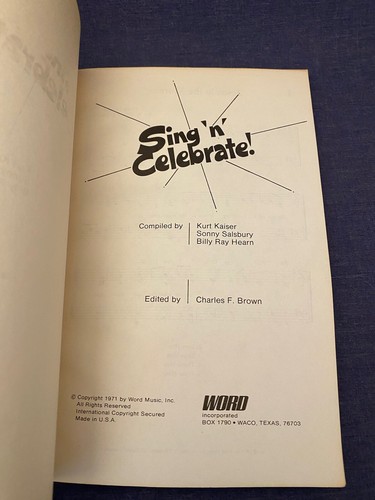 Sing 'n'
Celebrate!
Compiled by Kurt Kaiser
Sonny Salsbury
Billy Ray Hearn
Edited by Charles F. Brown
© Copyright 1971 by Word Music, Inc.
All Rights Reserved
International Copyright Secured
Made in U.S.A.
WORD
incorporated
BOX 1790 • WACO, TEXAS, 76703